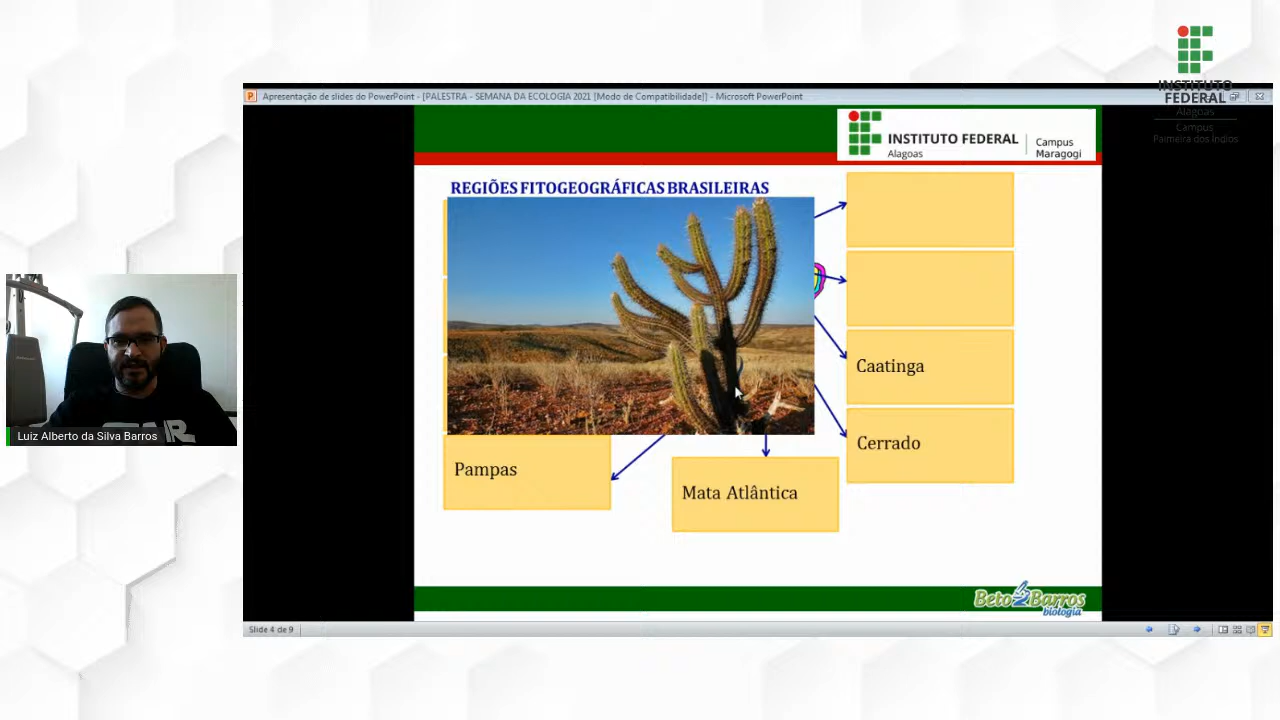 INSTITUTO
FEDERAL
Alagoas
Campus
Palmeira dos Índios
Apresentação de slides do PowerPoint - [PALESTRA - SEMANA DA ECOLOGIA 2021 [Modo de Compatibilidade]] - Microsoft PowerPoint
INSTITUTO FEDERAL
Alagoas
Campus
Maragogi
REGIÕES FITOGEOGRÁFICAS BRASILEIRAS
Caatinga
Cerrado
Pampas
Mata Atlântica
Luiz Alberto da Silva Barros
Beto Barros
biologia
Slide 4 de 9